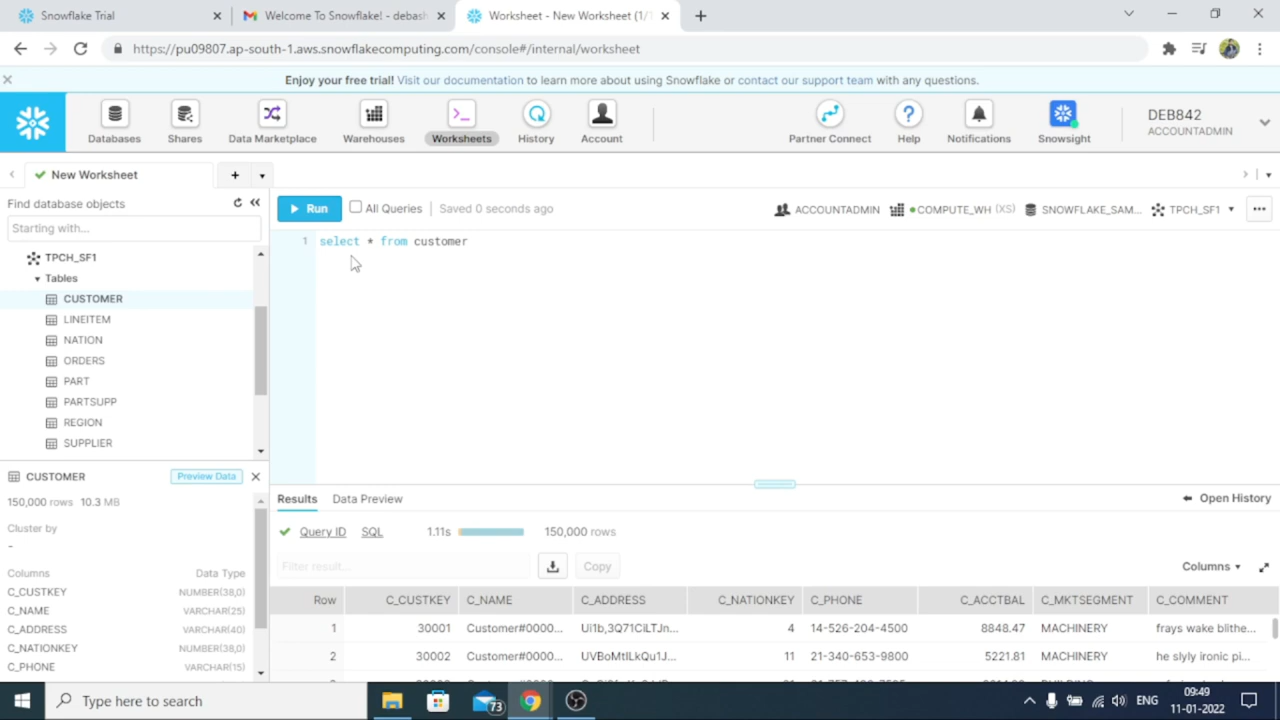 Snowflake Trial
Welcome To Snowflake! - debash
Worksheet - New Worksheet (1/1
https://pu09807.ap-south-1.aws.snowflakecomputing.com/console#/internal/worksheet
Enjoy your free trial! Visit our documentation to learn more about using Snowflake or contact our support team with any questions.
Databases
Shares
Data Marketplace
Warehouses
Worksheets
History
Account
Partner Connect
Help
Notifications
Snowsight
DEB842
ACCOUNTADMIN
New Worksheet
Find database objects
Starting with...
Run
All Queries
Saved 0 seconds ago
ACCOUNTADMIN
COMPUTE_WH (XS)
SNOWFLAKE_SAM...
TPCH_SF1
1 select * from customer
TPCH_SF1
Tables
CUSTOMER
LINEITEM
NATION
ORDERS
PART
PARTSUPP
REGION
SUPPLIER
CUSTOMER
Preview Data
150,000 rows 10.3 MB
Cluster by
-
Columns Data Type
C_CUSTKEY NUMBER(38,0)
C_NAME VARCHAR(25)
C_ADDRESS VARCHAR(40)
C_NATIONKEY NUMBER(38,0)
C_PHONE VARCHAR(15)
Results Data Preview
Open History
Query ID SQL 1.11s 150,000 rows
Filter result...
Copy
Columns
Row C_CUSTKEY C_NAME C_ADDRESS C_NATIONKEY C_PHONE C_ACCTBAL C_MKTSEGMENT C_COMMENT
1 30001 Customer#0000... Ui1b,3Q71CiLTJn... 4 14-526-204-4500 8848.47 MACHINERY frays wake blithe...
2 30002 Customer#0000... UVBoMtILkQu1J... 11 21-340-653-9800 5221.81 MACHINERY he slyly ironic pi...
Type here to search
73
ENG
09:49
11-01-2022